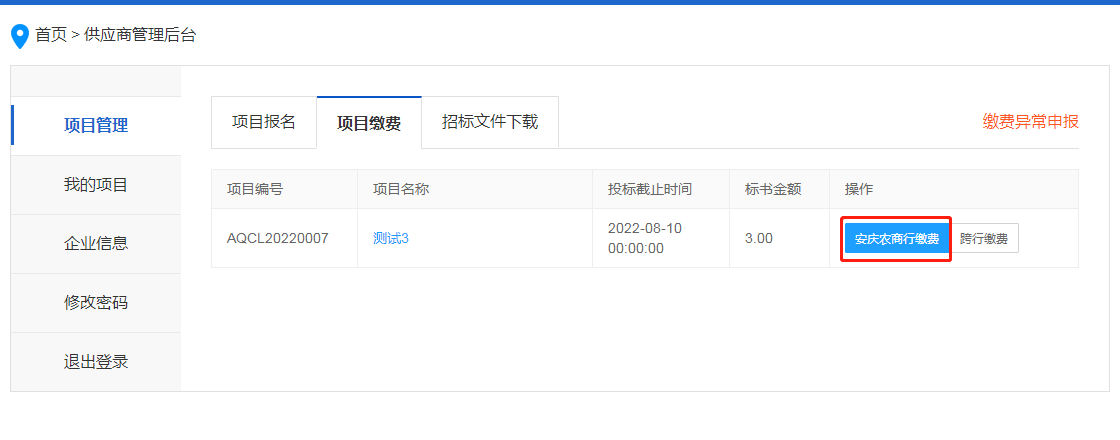 首页 > 供应商管理后台
项目管理
我的项目
企业信息
修改密码
退出登录
项目报名 项目缴费 招标文件下载 缴费异常申报
项目编号 项目名称 投标截止时间 标书金额 操作
AQCL20220007 测试3 2022-08-10 00:00:00 3.00 安庆农商行缴费 跨行缴费